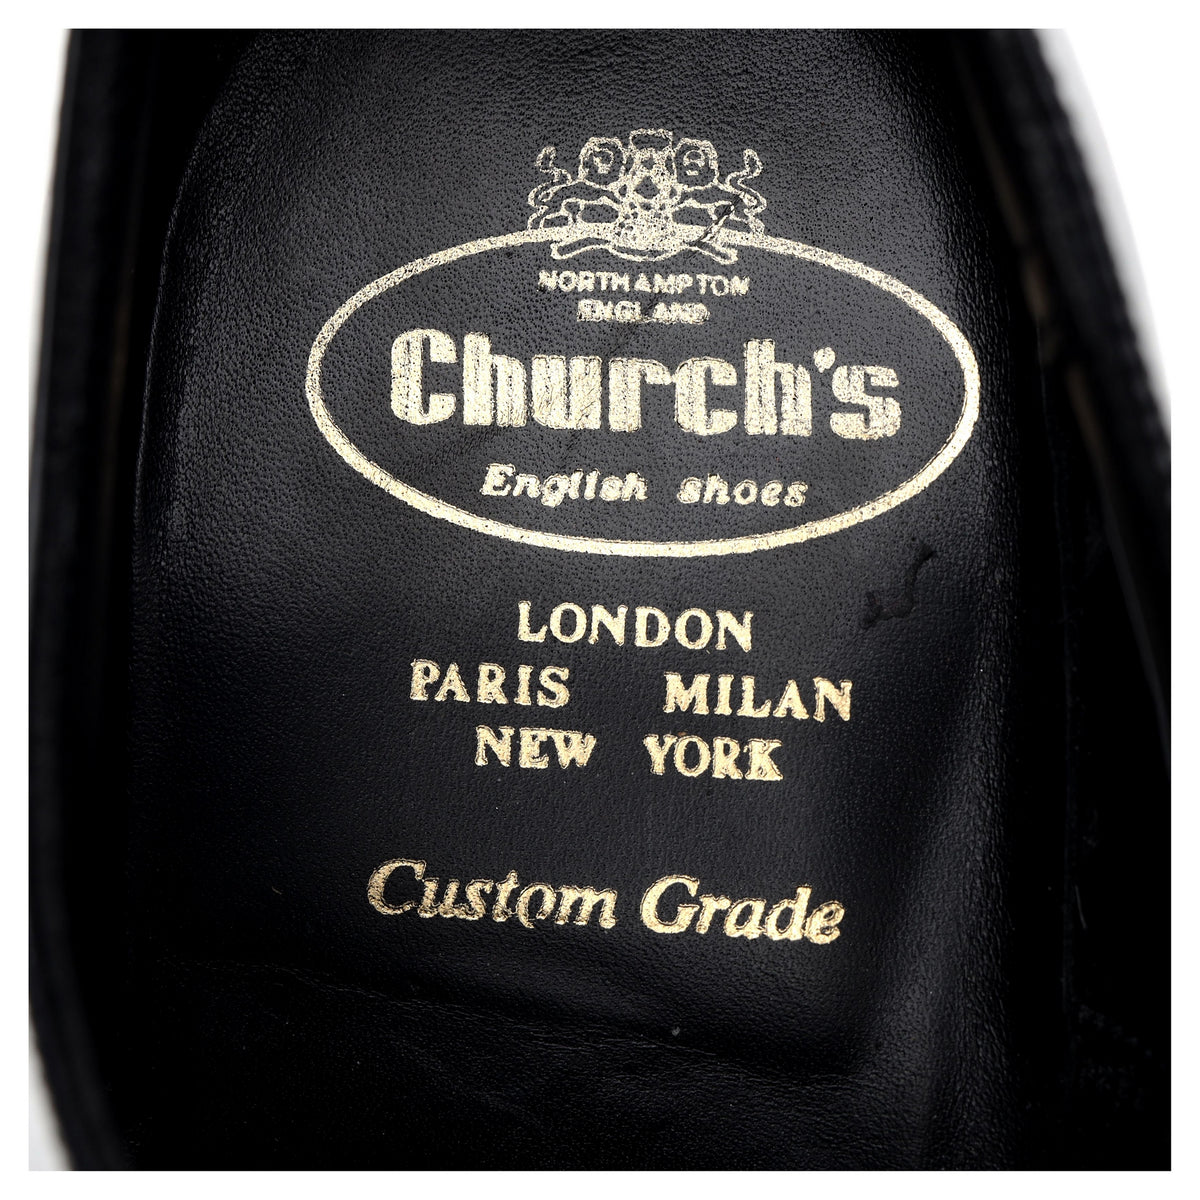 NORTHAMPTON
ENGLAND
Church's
English shoes
LONDON
PARIS MILAN
NEW YORK
Custom Grade